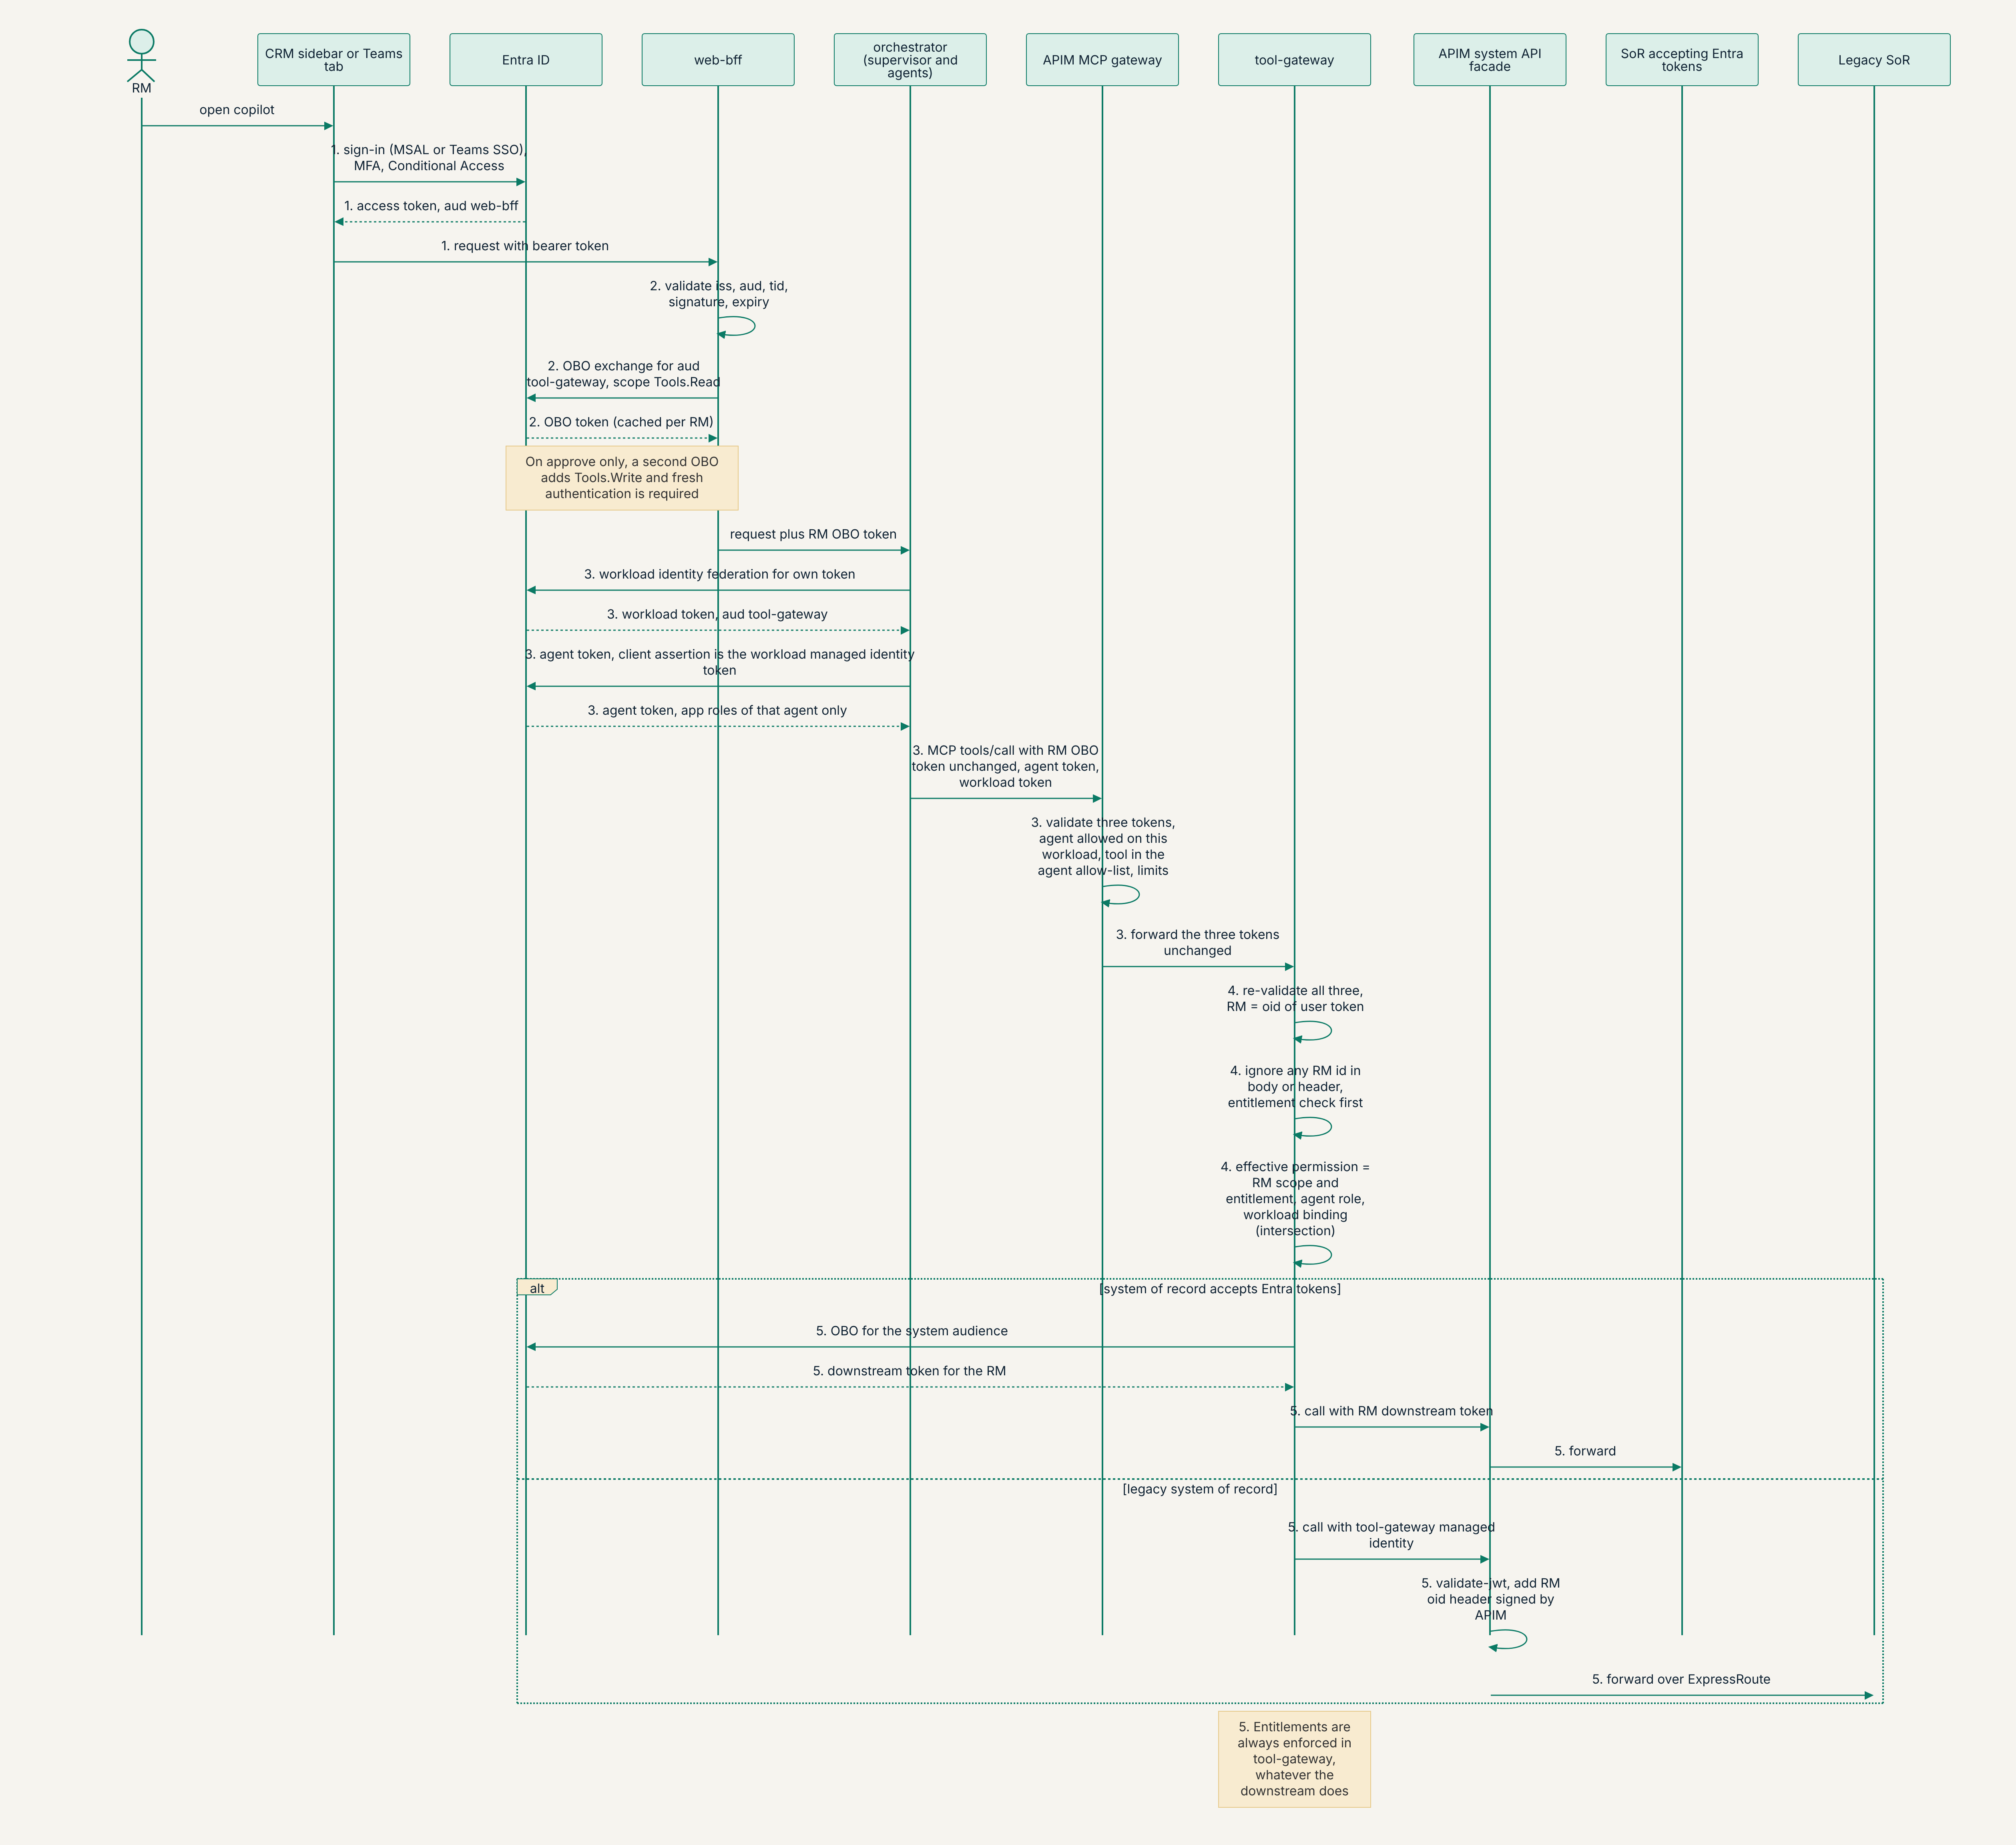 RM
CRM sidebar or Teams
tab
Entra ID
web-bff
orchestrator
(supervisor and
agents)
APIM MCP gateway
tool-gateway
APIM system API
facade
SoR accepting Entra
tokens
Legacy SoR
open copilot
1. sign-in (MSAL or Teams SSO),
MFA, Conditional Access
1. access token, aud web-bff
1. request with bearer token
2. validate iss, aud, tid,
signature, expiry
2. OBO exchange for aud
tool-gateway, scope Tools.Read
2. OBO token (cached per RM)
On approve only, a second OBO
adds Tools.Write and fresh
authentication is required
request plus RM OBO token
3. workload identity federation for own token
3. workload token, aud tool-gateway
3. agent token, client assertion is the workload managed identity
token
3. agent token, app roles of that agent only
3. MCP tools/call with RM OBO
token unchanged, agent token,
workload token
3. validate three tokens,
agent allowed on this
workload, tool in the
agent allow-list, limits
3. forward the three tokens
unchanged
4. re-validate all three,
RM = oid of user token
4. ignore any RM id in
body or header,
entitlement check first
4. effective permission =
RM scope and
entitlement, agent role,
workload binding
(intersection)
alt
[system of record accepts Entra tokens]
5. OBO for the system audience
5. downstream token for the RM
5. call with RM downstream token
5. forward
[legacy system of record]
5. call with tool-gateway managed
identity
5. validate-jwt, add RM
oid header signed by
APIM
5. forward over ExpressRoute
5. Entitlements are
always enforced in
tool-gateway,
whatever the
downstream does